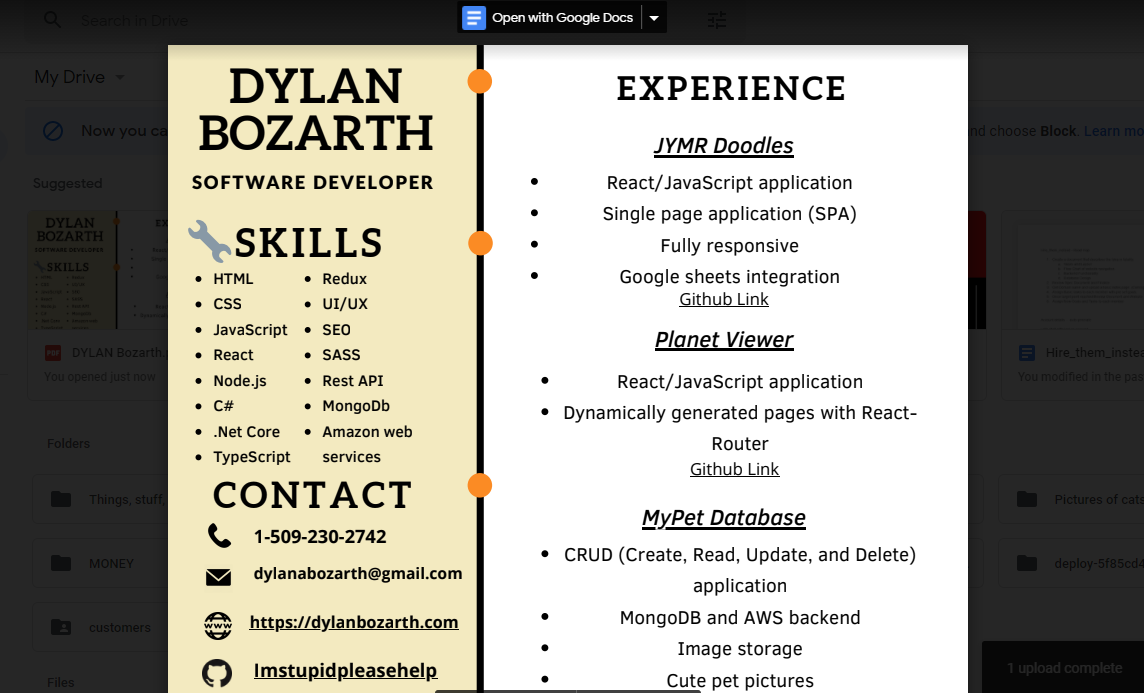 Search in Drive
Open with Google Docs
My Drive
Now you ca
nd choose Block. Learn mo
Suggested
DYLAN Bozarth.p
You opened just now
Hire_them_instea
You modified in the pas
Folders
Things, stuff,
MONEY
customers
Pictures of cats
deploy-5f85cd4
Files
DYLAN
BOZARTH
SOFTWARE DEVELOPER
SKILLS
HTML
CSS
JavaScript
React
Node.js
C#
.Net Core
TypeScript
Redux
UI/UX
SEO
SASS
Rest API
MongoDb
Amazon web
services
CONTACT
1-509-230-2742
dylanabozarth@gmail.com
https://dylanbozarth.com
Imstupidpleasehelp
EXPERIENCE
JYMR Doodles
React/JavaScript application
Single page application (SPA)
Fully responsive
Google sheets integration
Github Link
Planet Viewer
React/JavaScript application
Dynamically generated pages with React-
Router
Github Link
MyPet Database
CRUD (Create, Read, Update, and Delete)
application
MongoDB and AWS backend
Image storage
Cute pet pictures
1 upload complete